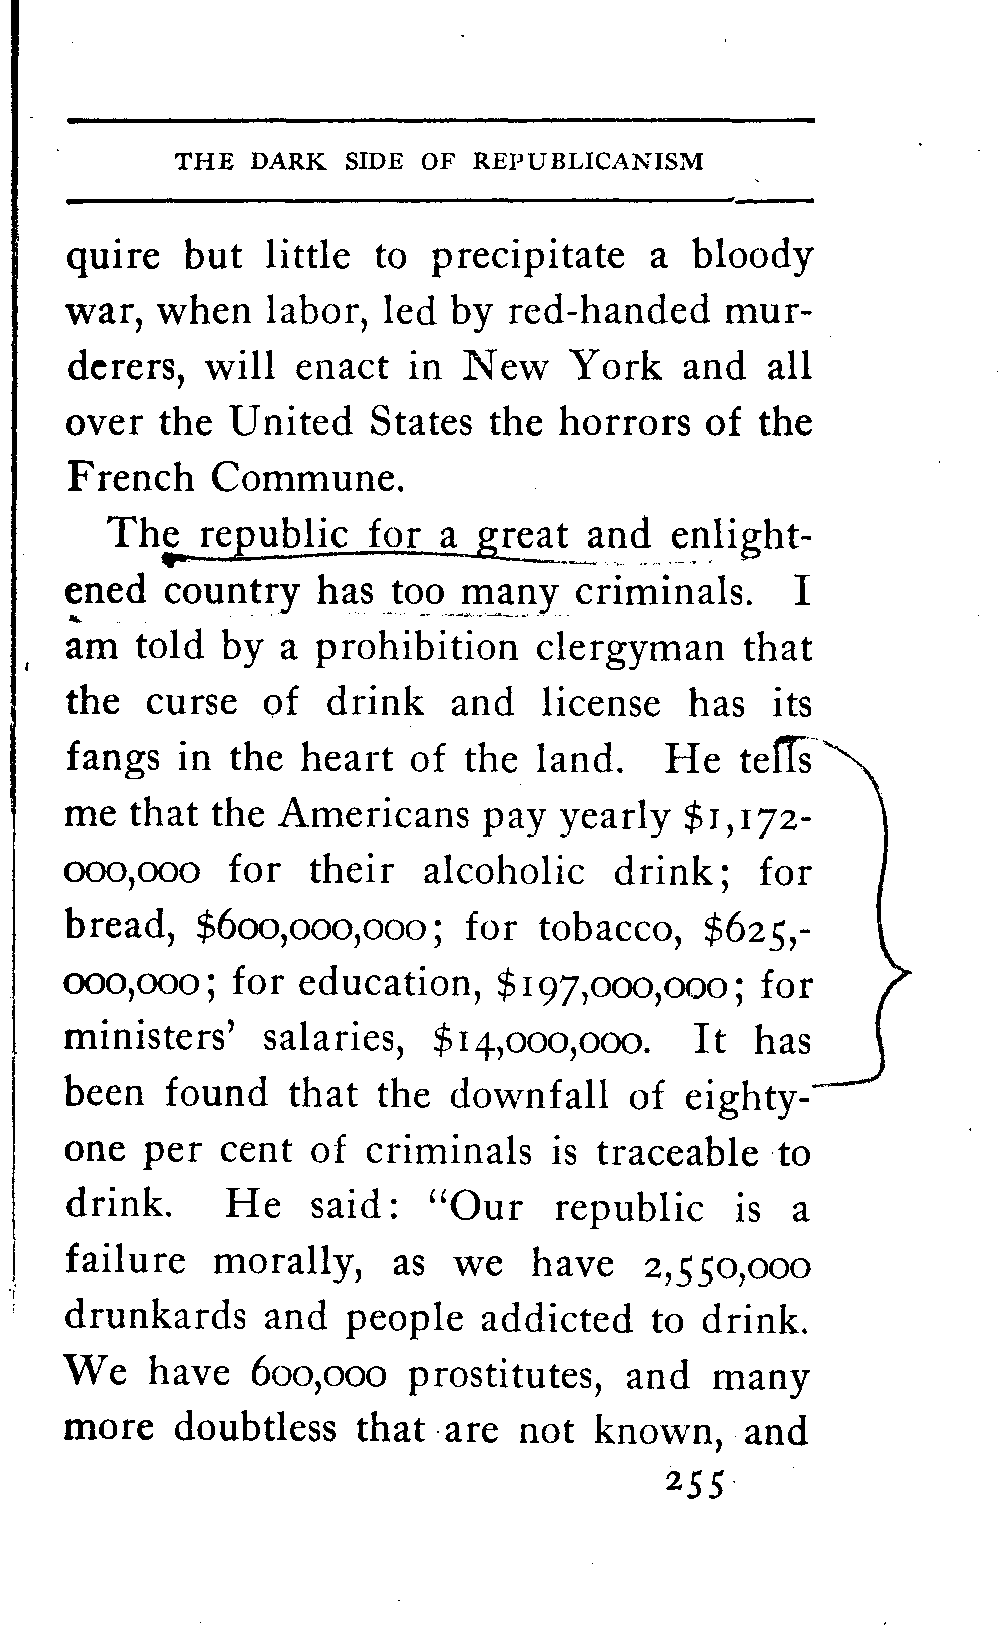 THE DARK SIDE OF REPUBLICANISM
quire but little to precipitate a bloody
war, when labor, led by red-handed mur-
derers, will enact in New York and all
over the United States the horrors of the
French Commune.
The republic for a great and enlight-
ened country has too many criminals. I
am told by a prohibition clergyman that
the curse of drink and license has its
fangs in the heart of the land. He tells
me that the Americans pay yearly $1,172-
000,000 for their alcoholic drink; for
bread, $600,000,000; for tobacco, $625,-
000,000; for education, $197,000,000; for
ministers' salaries, $14,000,000. It has
been found that the downfall of eighty-
one per cent of criminals is traceable to
drink. He said: "Our republic is a
failure morally, as we have 2,550,000
drunkards and people addicted to drink.
We have 600,000 prostitutes, and many
more doubtless that are not known, and
255